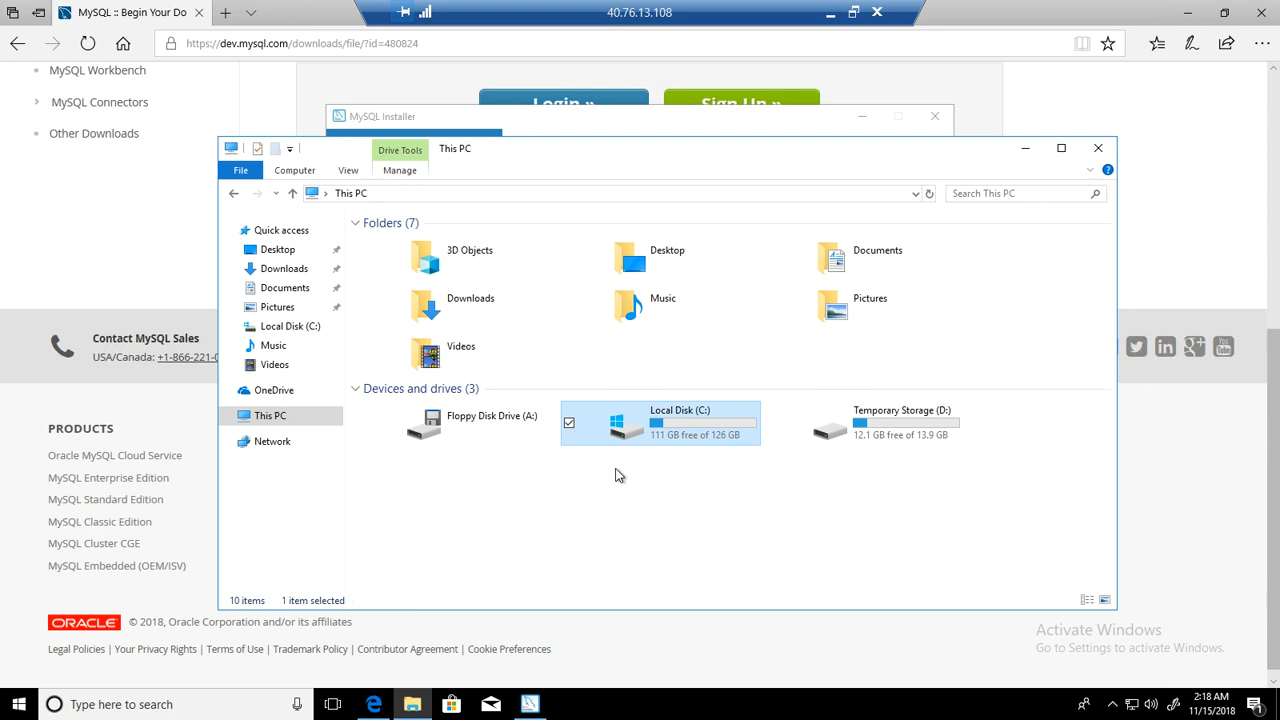 MySQL :: Begin Your Do
40.76.13.108
https://dev.mysql.com/downloads/file/?id=480824
MySQL Workbench
MySQL Connectors
Other Downloads
Login »
Sign Up »
MySQL Installer
Drive Tools
This PC
File
Computer
View
Manage
This PC
Search This PC
Quick access
Desktop
Downloads
Documents
Pictures
Local Disk (C:)
Music
Videos
OneDrive
This PC
Network
Folders (7)
3D Objects
Desktop
Documents
Downloads
Music
Pictures
Videos
Devices and drives (3)
Floppy Disk Drive (A:)
Local Disk (C:)
111 GB free of 126 GB
Temporary Storage (D:)
12.1 GB free of 13.9 GB
10 items
1 item selected
Contact MySQL Sales
USA/Canada: +1-866-221-0
PRODUCTS
Oracle MySQL Cloud Service
MySQL Enterprise Edition
MySQL Standard Edition
MySQL Classic Edition
MySQL Cluster CGE
MySQL Embedded (OEM/ISV)
ORACLE © 2018, Oracle Corporation and/or its affiliates
Legal Policies | Your Privacy Rights | Terms of Use | Trademark Policy | Contributor Agreement | Cookie Preferences
Activate Windows
Go to Settings to activate Windows.
Type here to search
2:18 AM
11/15/2018
1